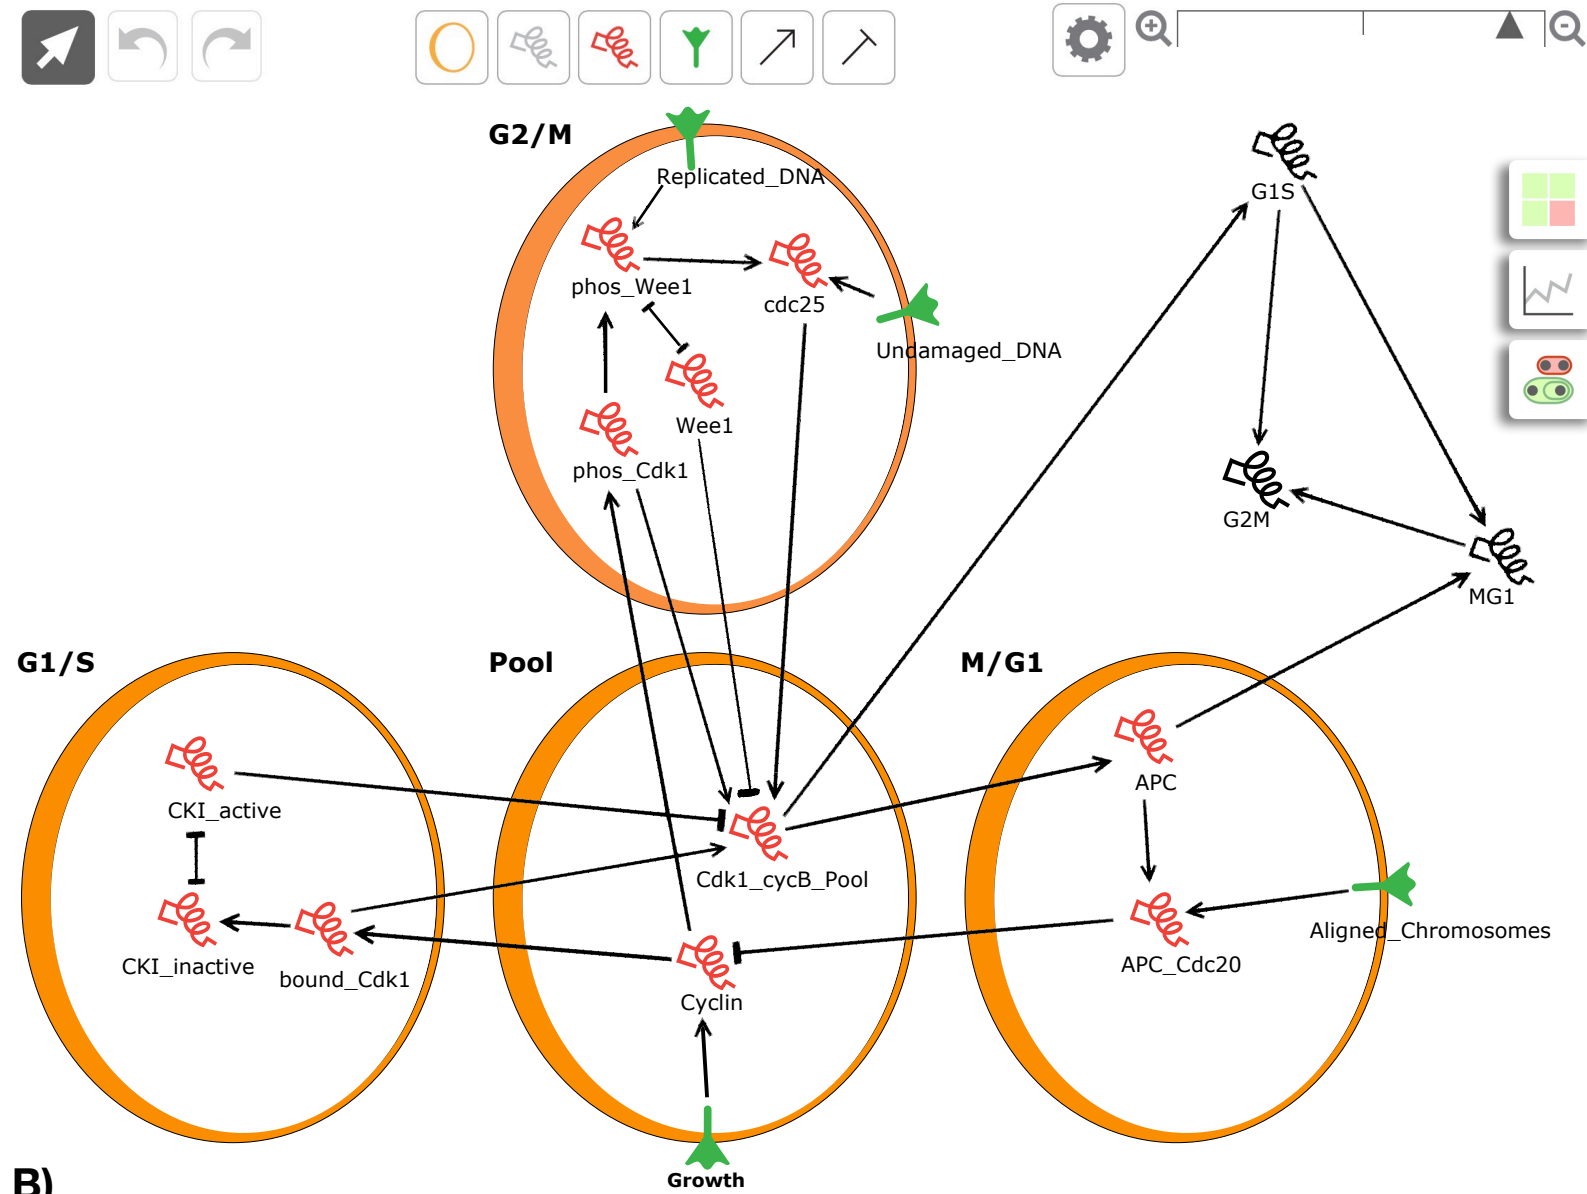 G2/M
Replicated_DNA
G1S
phos_Wee1
cdc25
Undamaged_DNA
Wee1
phos_Cdk1
G2M
MG1
G1/S
Pool
M/G1
APC
CKI_active
Cdk1_cycB_Pool
Aligned_Chromosomes
CKI_inactive
bound_Cdk1
APC_Cdc20
Cyclin
Growth
B)